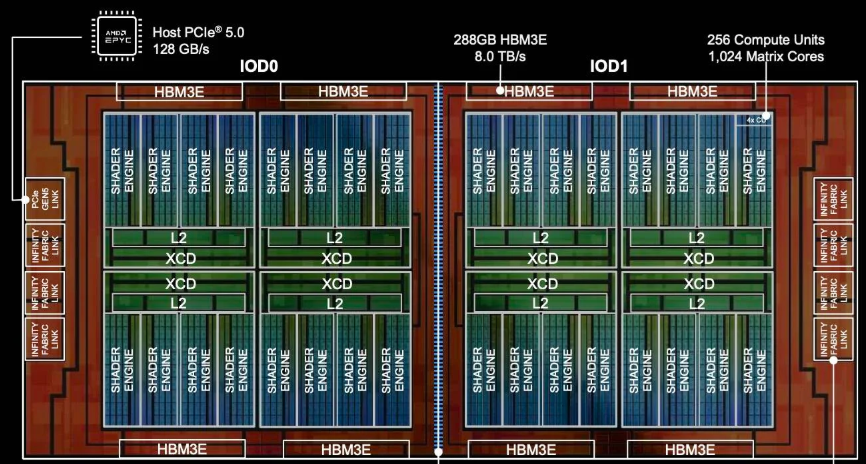 AMD
EPYC
Host PCIe® 5.0
128 GB/s
288GB HBM3E
8.0 TB/s
256 Compute Units
1,024 Matrix Cores
IOD0
IOD1
HBM3E
HBM3E
HBM3E
HBM3E
4x CU
SHADER
ENGINE
SHADER
ENGINE
SHADER
ENGINE
SHADER
ENGINE
SHADER
ENGINE
SHADER
ENGINE
SHADER
ENGINE
SHADER
ENGINE
SHADER
ENGINE
SHADER
ENGINE
SHADER
ENGINE
SHADER
ENGINE
SHADER
ENGINE
SHADER
ENGINE
SHADER
ENGINE
SHADER
ENGINE
PCIe
GEN5
LINK
INFINITY
FABRIC
LINK
INFINITY
FABRIC
LINK
INFINITY
FABRIC
LINK
INFINITY
FABRIC
LINK
INFINITY
FABRIC
LINK
INFINITY
FABRIC
LINK
INFINITY
FABRIC
LINK
L2
L2
L2
L2
XCD
XCD
XCD
XCD
XCD
XCD
XCD
XCD
L2
L2
L2
L2
SHADER
ENGINE
SHADER
ENGINE
SHADER
ENGINE
SHADER
ENGINE
SHADER
ENGINE
SHADER
ENGINE
SHADER
ENGINE
SHADER
ENGINE
SHADER
ENGINE
SHADER
ENGINE
SHADER
ENGINE
SHADER
ENGINE
SHADER
ENGINE
SHADER
ENGINE
SHADER
ENGINE
SHADER
ENGINE
HBM3E
HBM3E
HBM3E
HBM3E